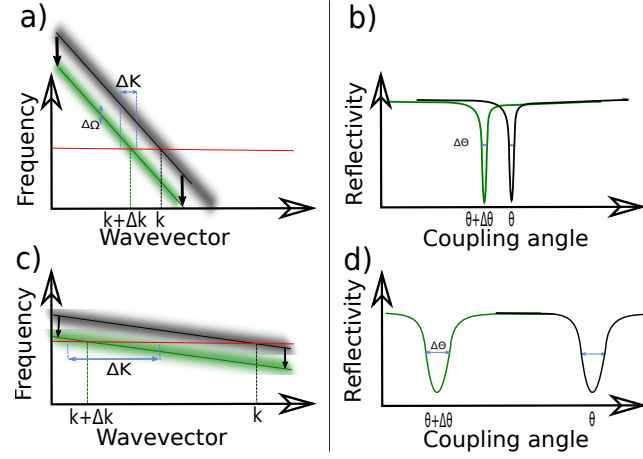 a)
ΔK
ΔΩ
Frequency
k+Δk
k
Wavevector
b)
Reflectivity
ΔΘ
θ+Δθ
θ
Coupling angle
c)
Frequency
ΔK
k+Δk
k
Wavevector
d)
Reflectivity
ΔΘ
θ+Δθ
θ
Coupling angle